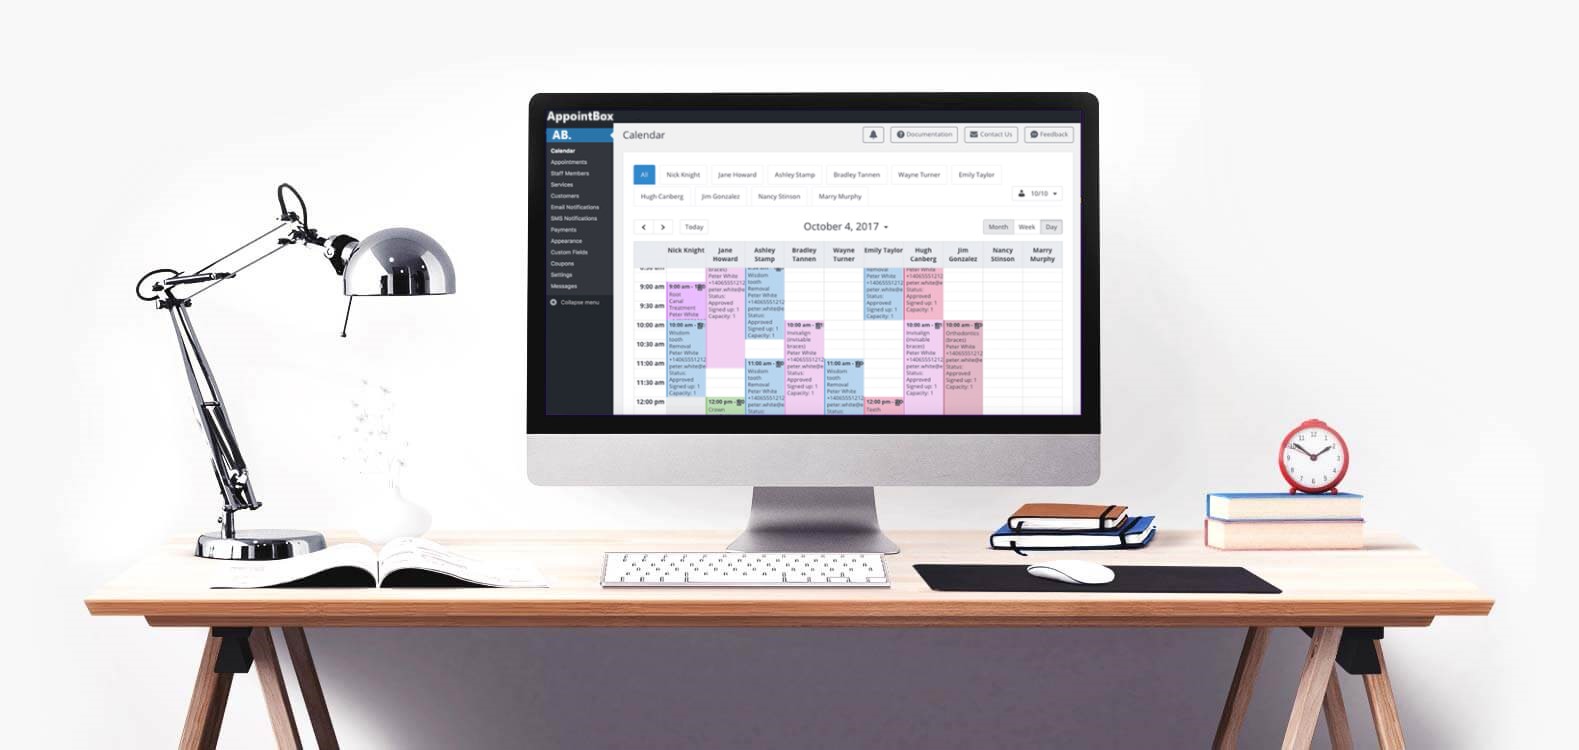 AppointBox
AB.
Calendar
Appointments
Staff Members
Services
Customers
Email Notifications
SMS Notifications
Payments
Appearance
Custom Fields
Coupons
Settings
Messages
Collapse menu
Calendar
Documentation
Contact Us
Feedback
All Nick Knight Jane Howard Ashley Stamp Bradley Tannen Wayne Turner Emily Taylor
Hugh Canberg Jim Gonzalez Nancy Stinson Marry Murphy
10/10
Today
October 4, 2017
Month Week Day
Nick Knight
Jane
Howard
Ashley
Stamp
Bradley
Tannen
Wayne
Turner
Emily Taylor
Hugh
Canberg
Jim
Gonzalez
Nancy
Stinson
Marry
Murphy
9:00 am
9:30 am
10:00 am
10:30 am
11:00 am
11:30 am
12:00 pm
9:00 am -
Root
Canal
Treatment
Peter White
10:00 am -
Wisdom
tooth
Removal
Peter White
+14065551212
peter.white@e
Status:
Approved
Signed up: 1
Capacity: 1
braces)
Peter White
+14065551212
peter.white@e
Status:
Approved
Signed up: 1
Capacity: 1
12:00 pm -
Crown
Wisdom
tooth
Removal
Peter White
+14065551212
peter.white@e
Status:
Approved
Signed up: 1
Capacity: 1
11:00 am -
Wisdom
tooth
Removal
Peter White
+14065551212
peter.white@e
Status:
10:00 am -
Invisalign
(invisable
braces)
Peter White
+14065551212
peter.white@e
Status:
Approved
Signed up: 1
Capacity: 1
11:00 am -
Wisdom
tooth
Removal
Peter White
+14065551212
peter.white@e
Status:
Removal
Peter White
+14065551212
peter.white@e
Status:
Approved
Signed up: 1
Capacity: 1
12:00 pm -
Teeth
Peter White
+14065551212
peter.white@e
Status:
Approved
Signed up: 1
Capacity: 1
10:00 am -
Invisalign
(invisable
braces)
Peter White
+14065551212
peter.white@e
Status:
Approved
Signed up: 1
Capacity: 1
10:00 am -
Orthodontics
(braces)
Peter White
+14065551212
peter.white@e
Status:
Approved
Signed up: 1
Capacity: 1